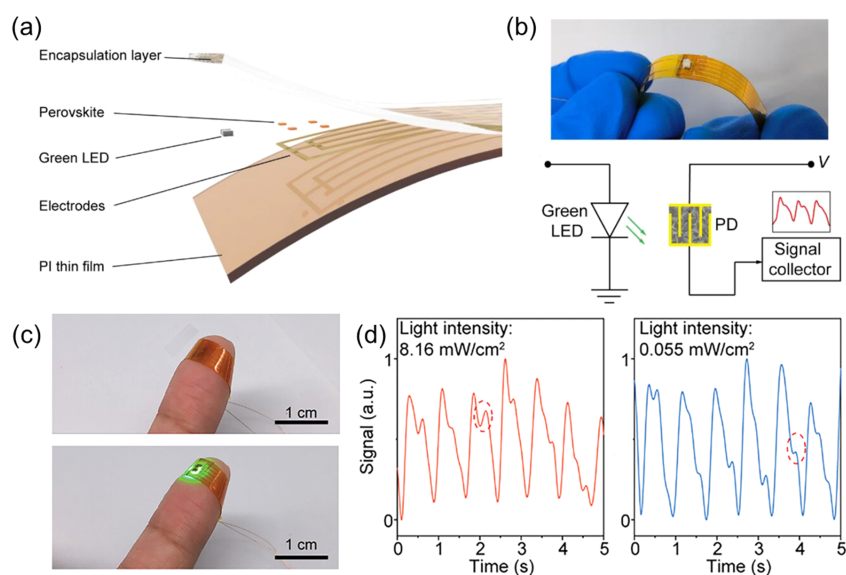 (a)
Encapsulation layer
Perovskite
Green LED
Electrodes
PI thin film
(b)
V
Green
LED
PD
Signal
collector
(c)
1 cm
1 cm
(d)
Light intensity:
8.16 mW/cm²
Signal (a.u.)
1
0
0 1 2 3 4 5
Time (s)
Light intensity:
0.055 mW/cm²
1
0
0 1 2 3 4 5
Time (s)